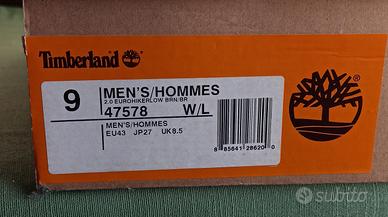 Timberland
9
MEN'S/HOMMES
2.0 EUROHIKERLOW BRN/BR
47578 W/L
MEN'S/HOMMES
EU43 JP27 UK8.5
8 85641 28620 0
subito